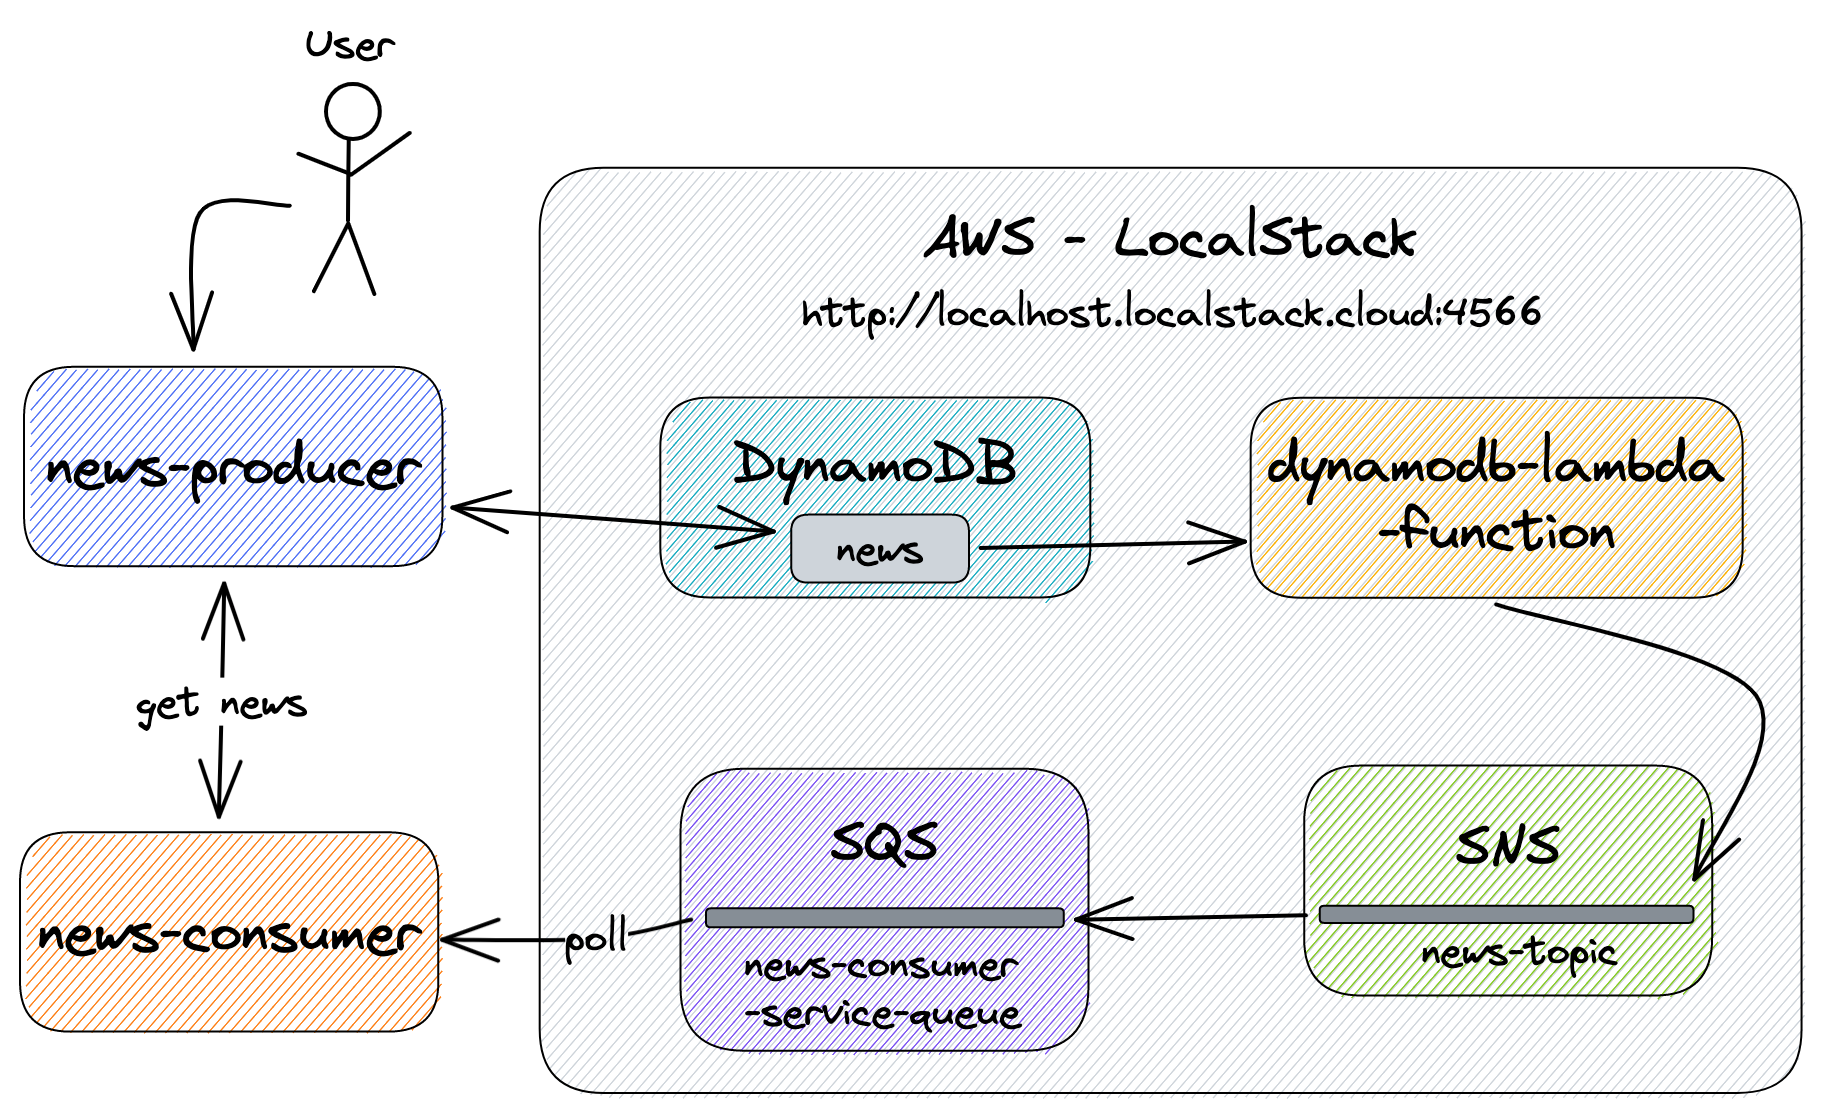 User
AWS - LocalStack
http://localhost.localstack.cloud:4566
news-producer
DynamoDB
news
dynamodb-lambda
-function
get news
news-consumer
poll
SQS
news-consumer
-service-queue
SNS
news-topic